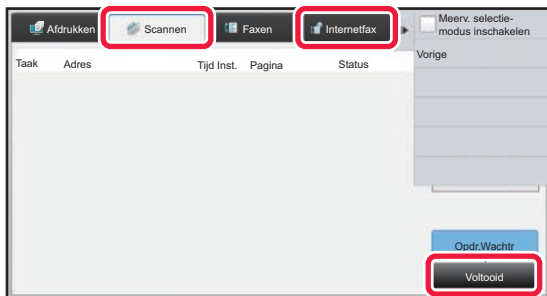 Afdrukken Scannen Faxen Internetfax
Meerv. selectie-
modus inschakelen
Vorige
Taak Adres Tijd Inst. Pagina Status
Opdr.Wachtr
Voltooid